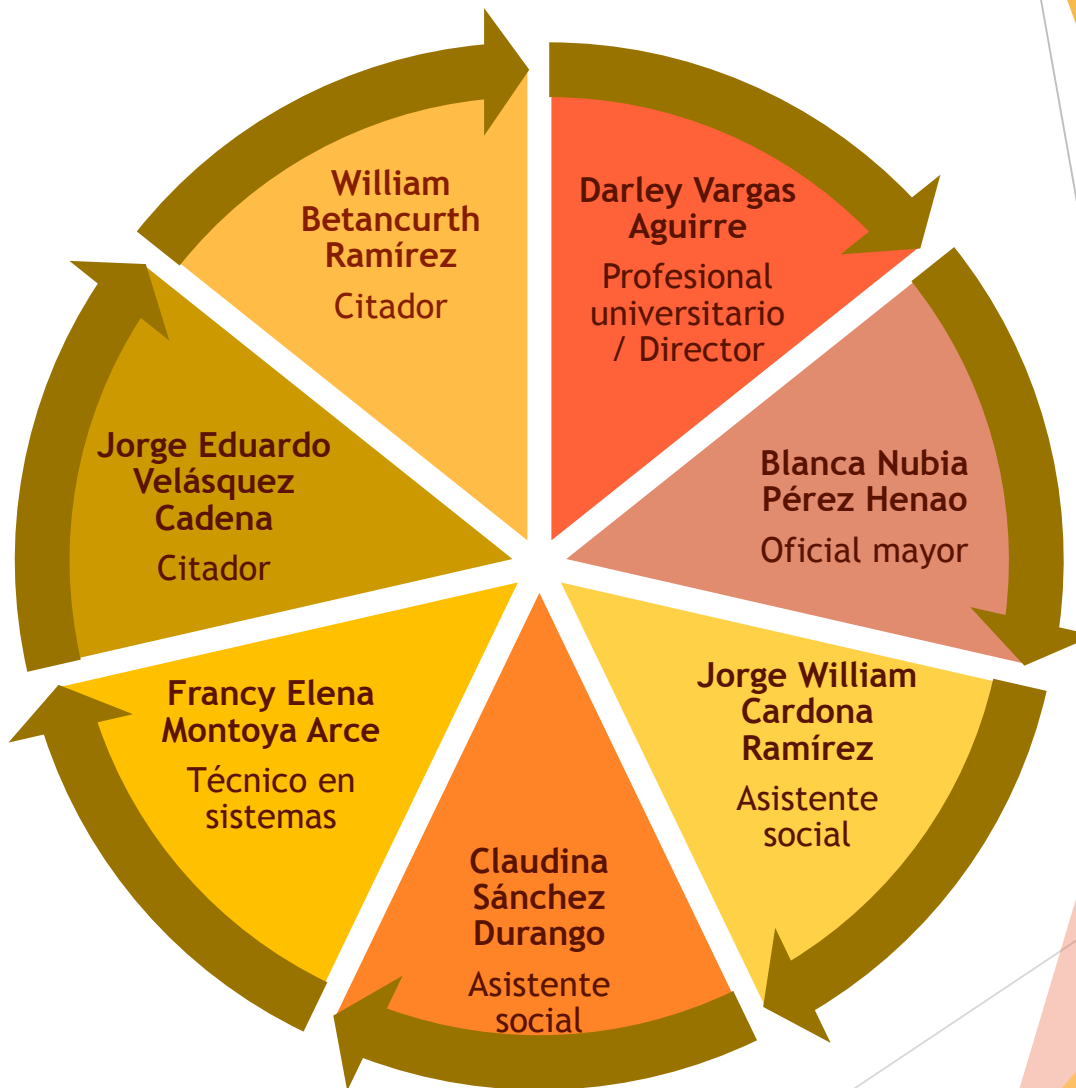 Darley Vargas
Aguirre
Profesional
universitario
/ Director
Blanca Nubia
Pérez Henao
Oficial mayor
Jorge William
Cardona
Ramírez
Asistente
social
Claudina
Sánchez
Durango
Asistente
social
Francy Elena
Montoya Arce
Técnico en
sistemas
Jorge Eduardo
Velásquez
Cadena
Citador
William
Betancurth
Ramírez
Citador